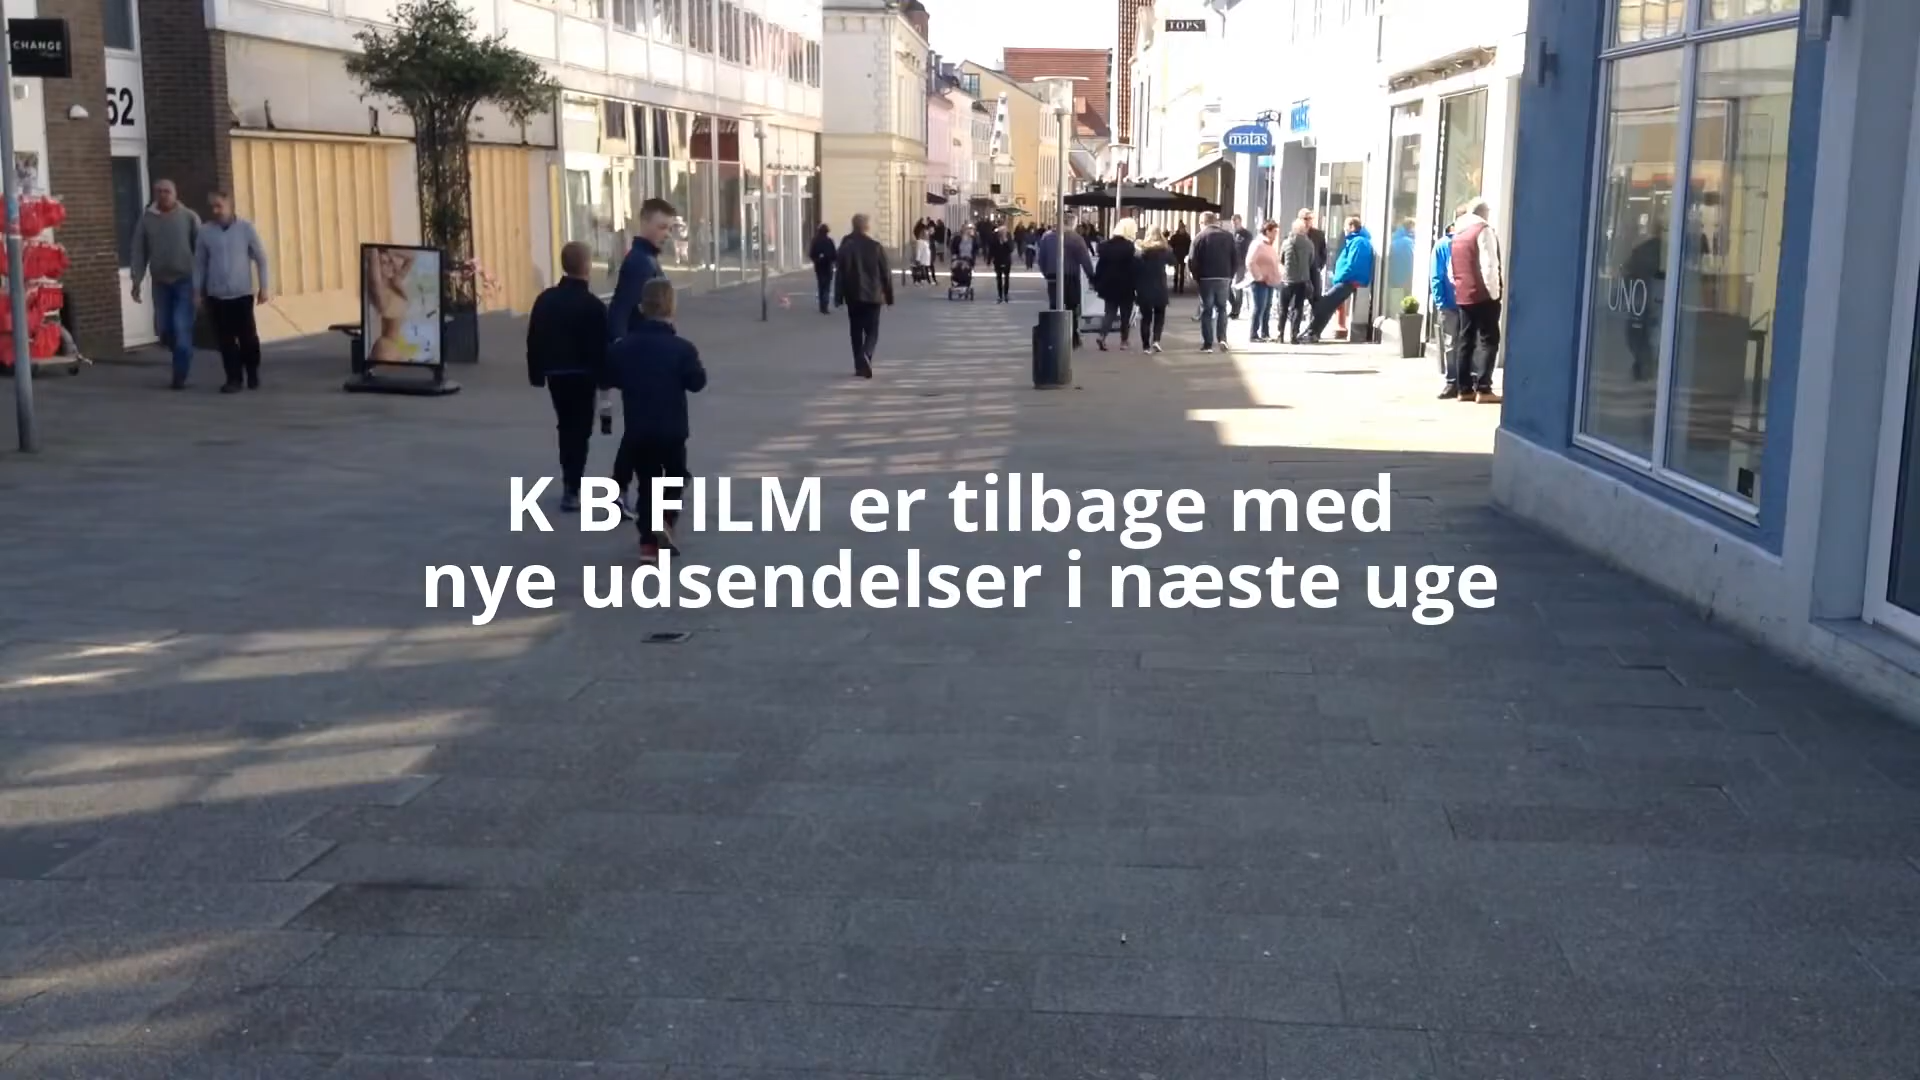 CHANGE
52
TOPS
matas
UNO
K B FILM er tilbage med
nye udsendelser i næste uge